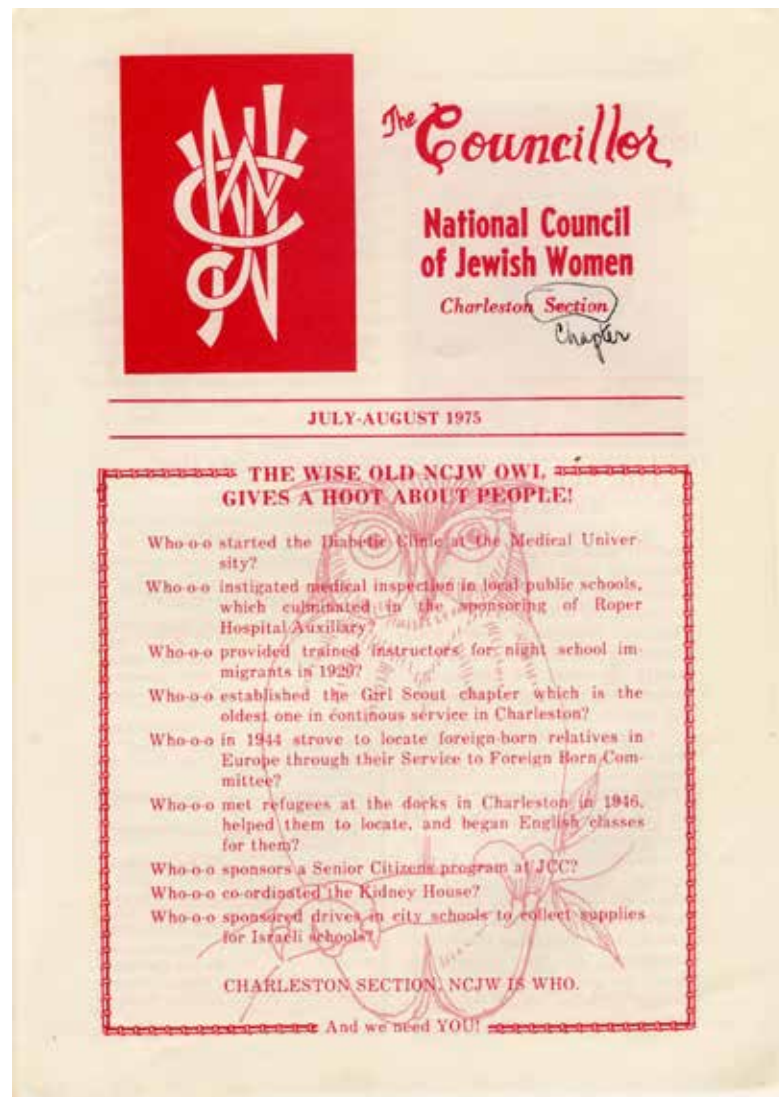 The Councillor
National Council
of Jewish Women
Charleston Section
Chapter
JULY-AUGUST 1975
THE WISE OLD NCJW OWL
GIVES A HOOT ABOUT PEOPLE!
Who-o-o started the Diabetic Clinic at the Medical Univer-
sity?
Who-o-o instigated medical inspection in local public schools,
which culminated in the sponsoring of Roper
Hospital Auxiliary?
Who-o-o provided trained instructors for night school im-
migrants in 1920?
Who-o-o established the Girl Scout chapter which is the
oldest one in continous service in Charleston?
Who-o-o in 1944 strove to locate foreign-born relatives in
Europe through their Service to Foreign Born Com-
mittee?
Who-o-o met refugees at the docks in Charleston in 1946,
helped them to locate, and began English classes
for them?
Who-o-o sponsors a Senior Citizens program at JCC?
Who-o-o co-ordinated the Kidney House?
Who-o-o sponsored drives in city schools to collect supplies
for Israeli schools?
CHARLESTON SECTION, NCJW IS WHO.
And we need YOU!